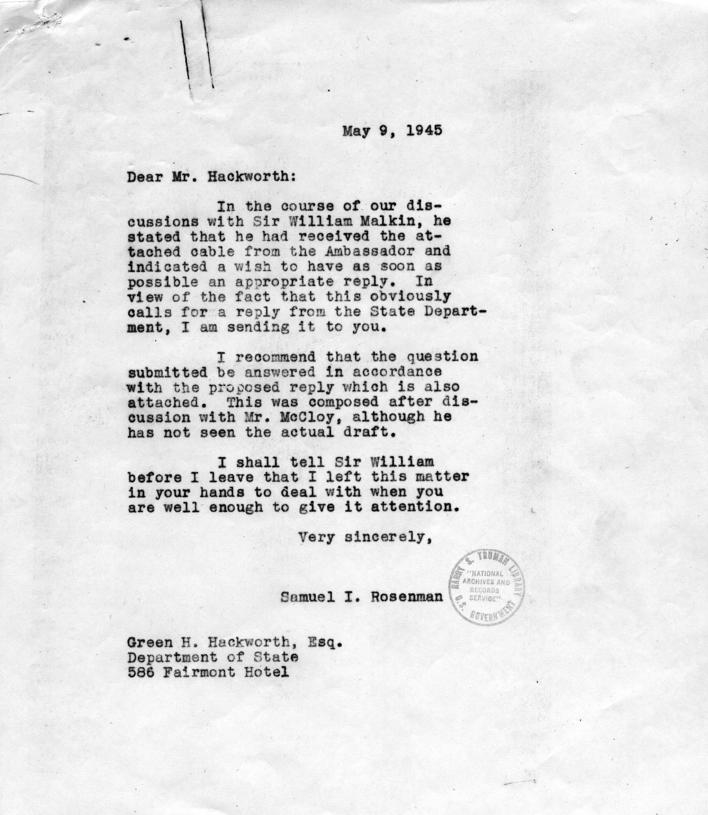 May 9, 1945
Dear Mr. Hackworth:
In the course of our dis-
cussions with Sir William Malkin, he
stated that he had received the at-
tached cable from the Ambassador and
indicated a wish to have as soon as
possible an appropriate reply. In
view of the fact that this obviously
calls for a reply from the State Depart-
ment, I am sending it to you.
I recommend that the question
submitted be answered in accordance
with the proposed reply which is also
attached. This was composed after dis-
cussion with Mr. McCloy, although he
has not seen the actual draft.
I shall tell Sir William
before I leave that I left this matter
in your hands to deal with when you
are well enough to give it attention.
Very sincerely,
Samuel I. Rosenman
HARRY S. TRUMAN LIBRARY
"NATIONAL
ARCHIVES AND
RECORDS
SERVICE"
U.S. GOVERNMENT
Green H. Hackworth, Esq.
Department of State
586 Fairmont Hotel